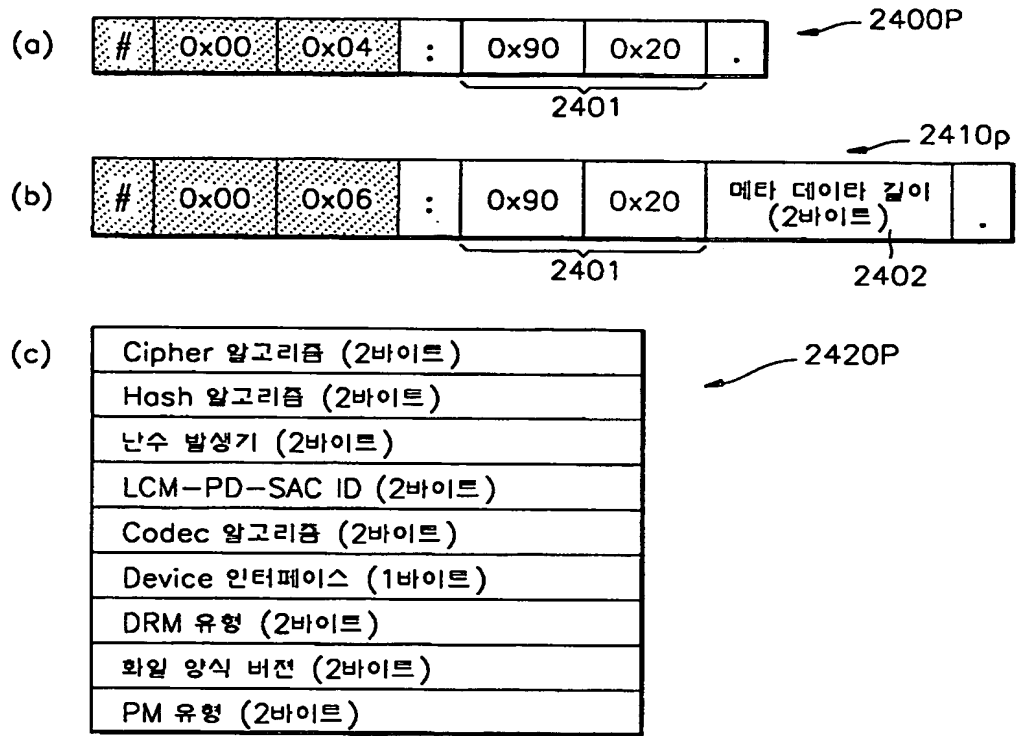 2400P
(a) # 0x00 0x04 : 0x90 0x20 .
2401
2410p
(b) # 0x00 0x06 : 0x90 0x20 메타 데이타 길이 (2바이트) .
2401 2402
(c)
2420P
Cipher 알고리즘 (2바이트)
Hash 알고리즘 (2바이트)
난수 발생기 (2바이트)
LCM-PD-SAC ID (2바이트)
Codec 알고리즘 (2바이트)
Device 인터페이스 (1바이트)
DRM 유형 (2바이트)
화일 양식 버젼 (2바이트)
PM 유형 (2바이트)